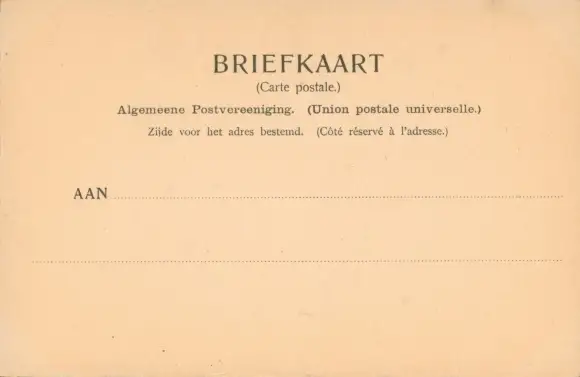 BRIEFKAART
(Carte postale.)
Algemeene Postvereeniging. (Union postale universelle.)
Zijde voor het adres bestemd. (Côté réservé à l'adresse.)
AAN